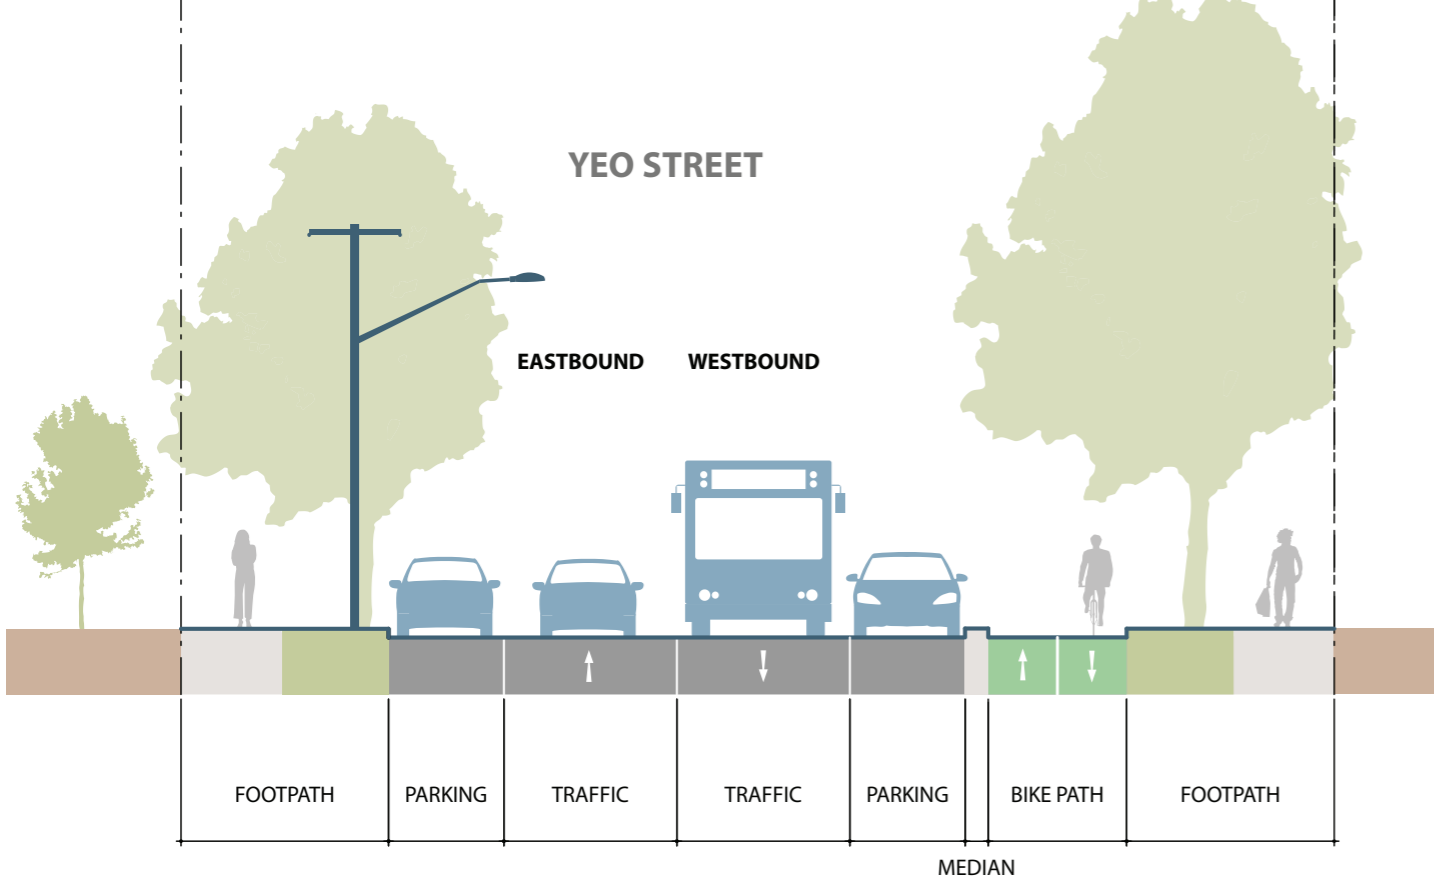 YEO STREET
EASTBOUND WESTBOUND
FOOTPATH PARKING TRAFFIC TRAFFIC PARKING BIKE PATH FOOTPATH
MEDIAN